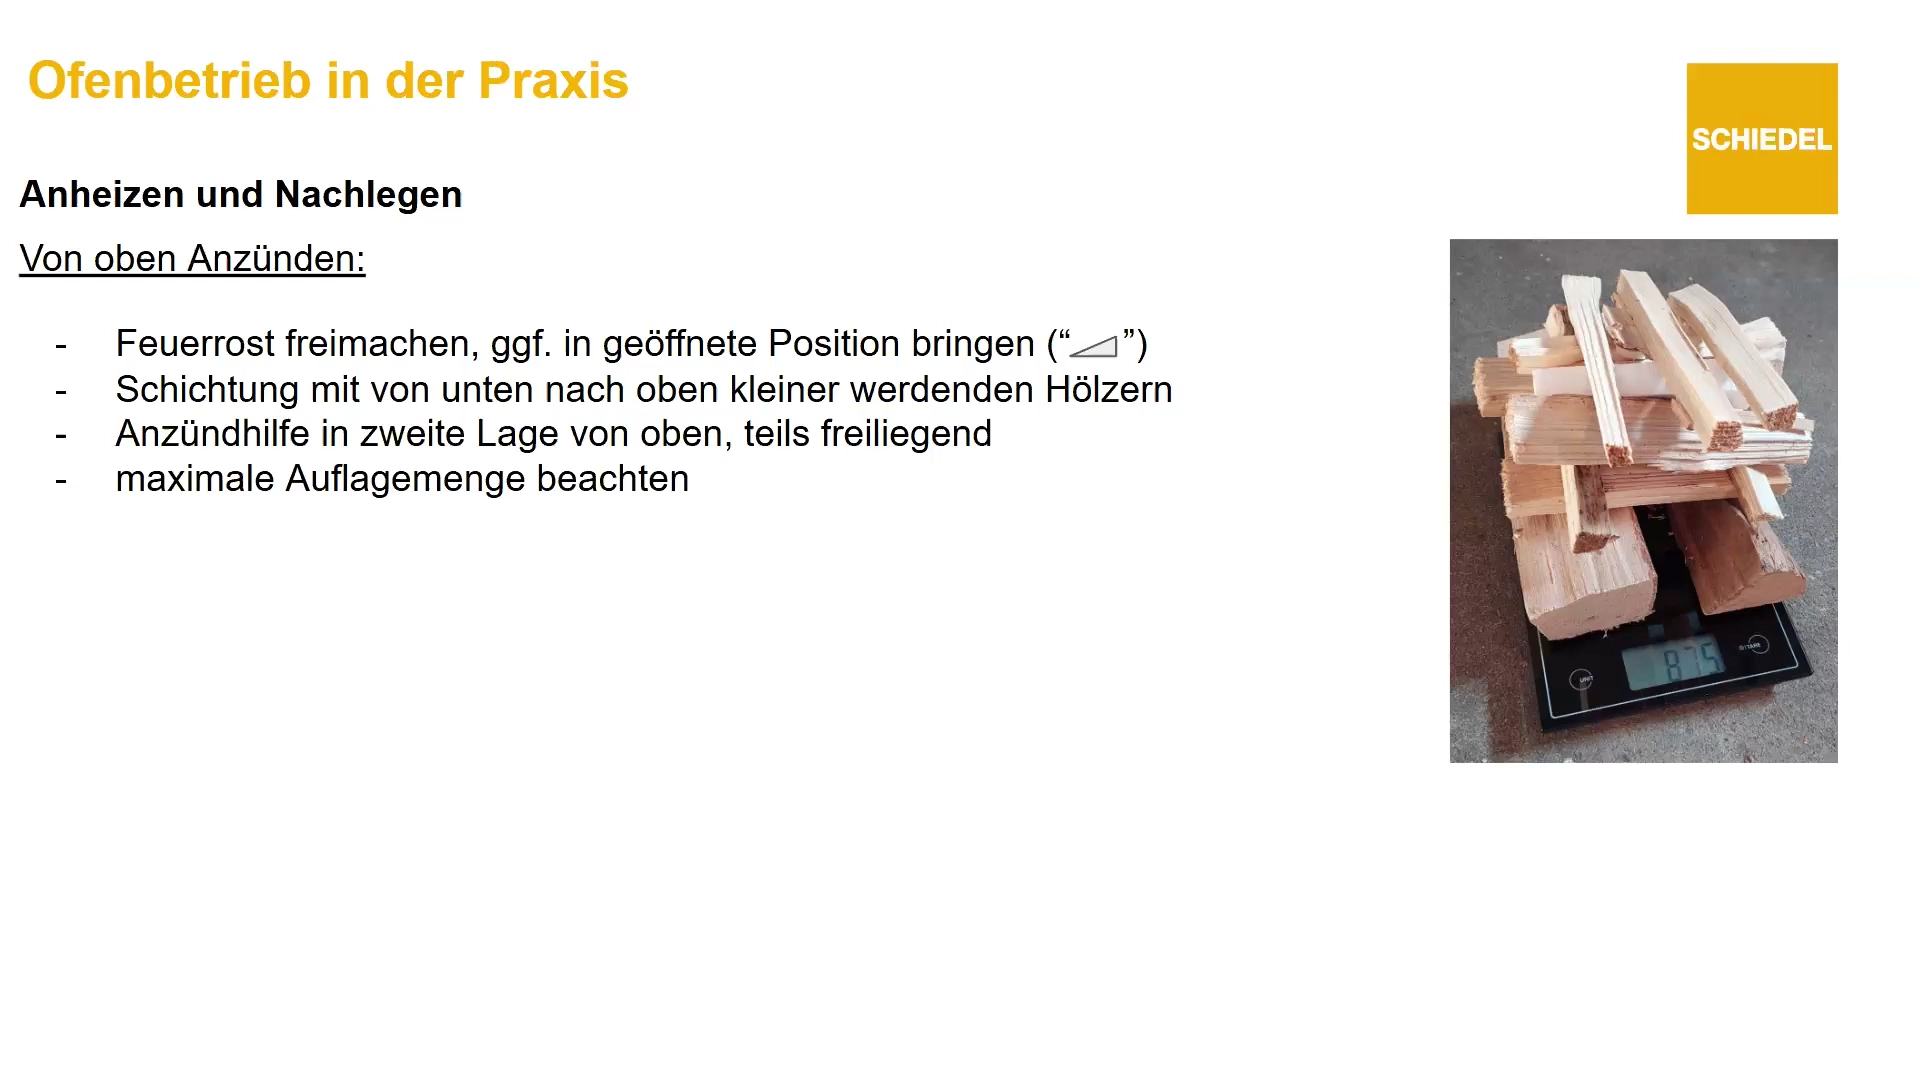 Ofenbetrieb in der Praxis
SCHIEDEL
Anheizen und Nachlegen
Von oben Anzünden:
- Feuerrost freimachen, ggf. in geöffnete Position bringen (“ ”)
- Schichtung mit von unten nach oben kleiner werdenden Hölzern
- Anzündhilfe in zweite Lage von oben, teils freiliegend
- maximale Auflagemenge beachten
875
UNIT